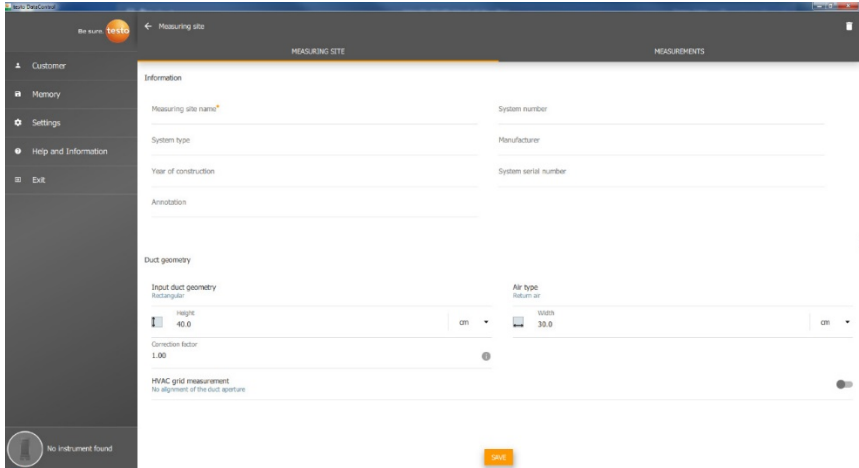 testo DataControl
Be sure. testo
Customer
Memory
Settings
Help and Information
Exit
No instrument found
Measuring site
MEASURING SITE
MEASUREMENTS
Information
Measuring site name*
System number
System type
Manufacturer
Year of construction
System serial number
Annotation
Duct geometry
Input duct geometry
Rectangular
Air type
Return air
Height
40.0
cm
Width
30.0
cm
Correction factor
1.00
HVAC grid measurement
No alignment of the duct aperture
SAVE